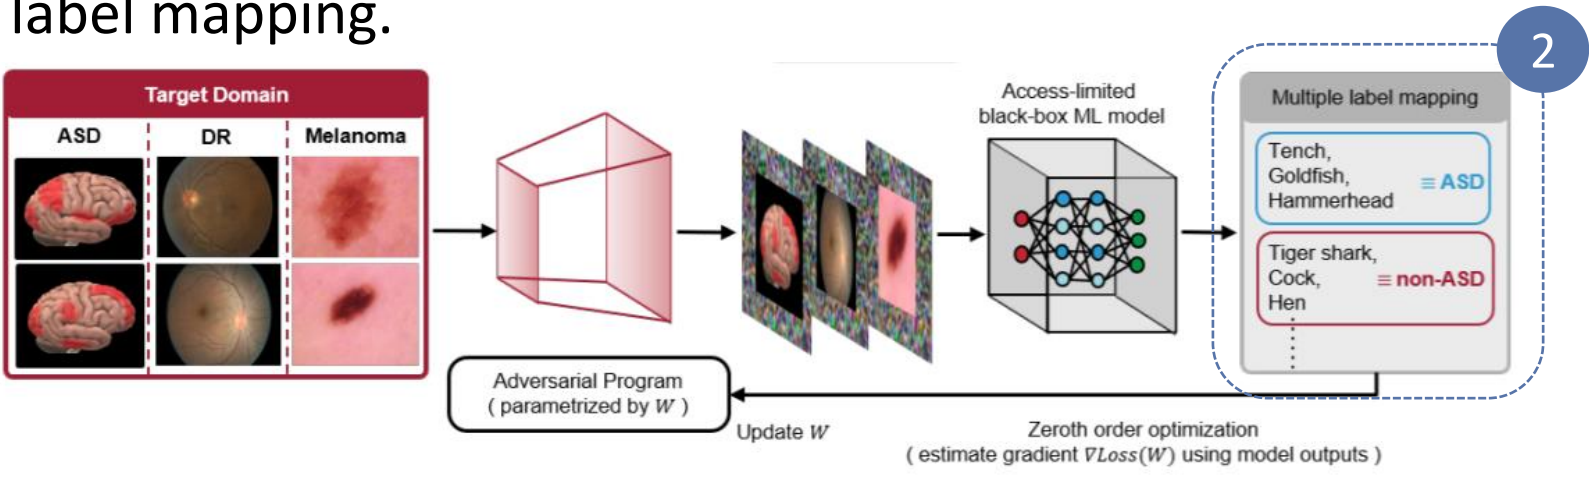 label mapping.
2
Target Domain
ASD
DR
Melanoma
Access-limited
black-box ML model
Multiple label mapping
Tench,
Goldfish,
Hammerhead
≡ ASD
Tiger shark,
Cock,
Hen
≡ non-ASD
Adversarial Program
( parametrized by W )
Update W
Zeroth order optimization
( estimate gradient ∇Loss(W) using model outputs )